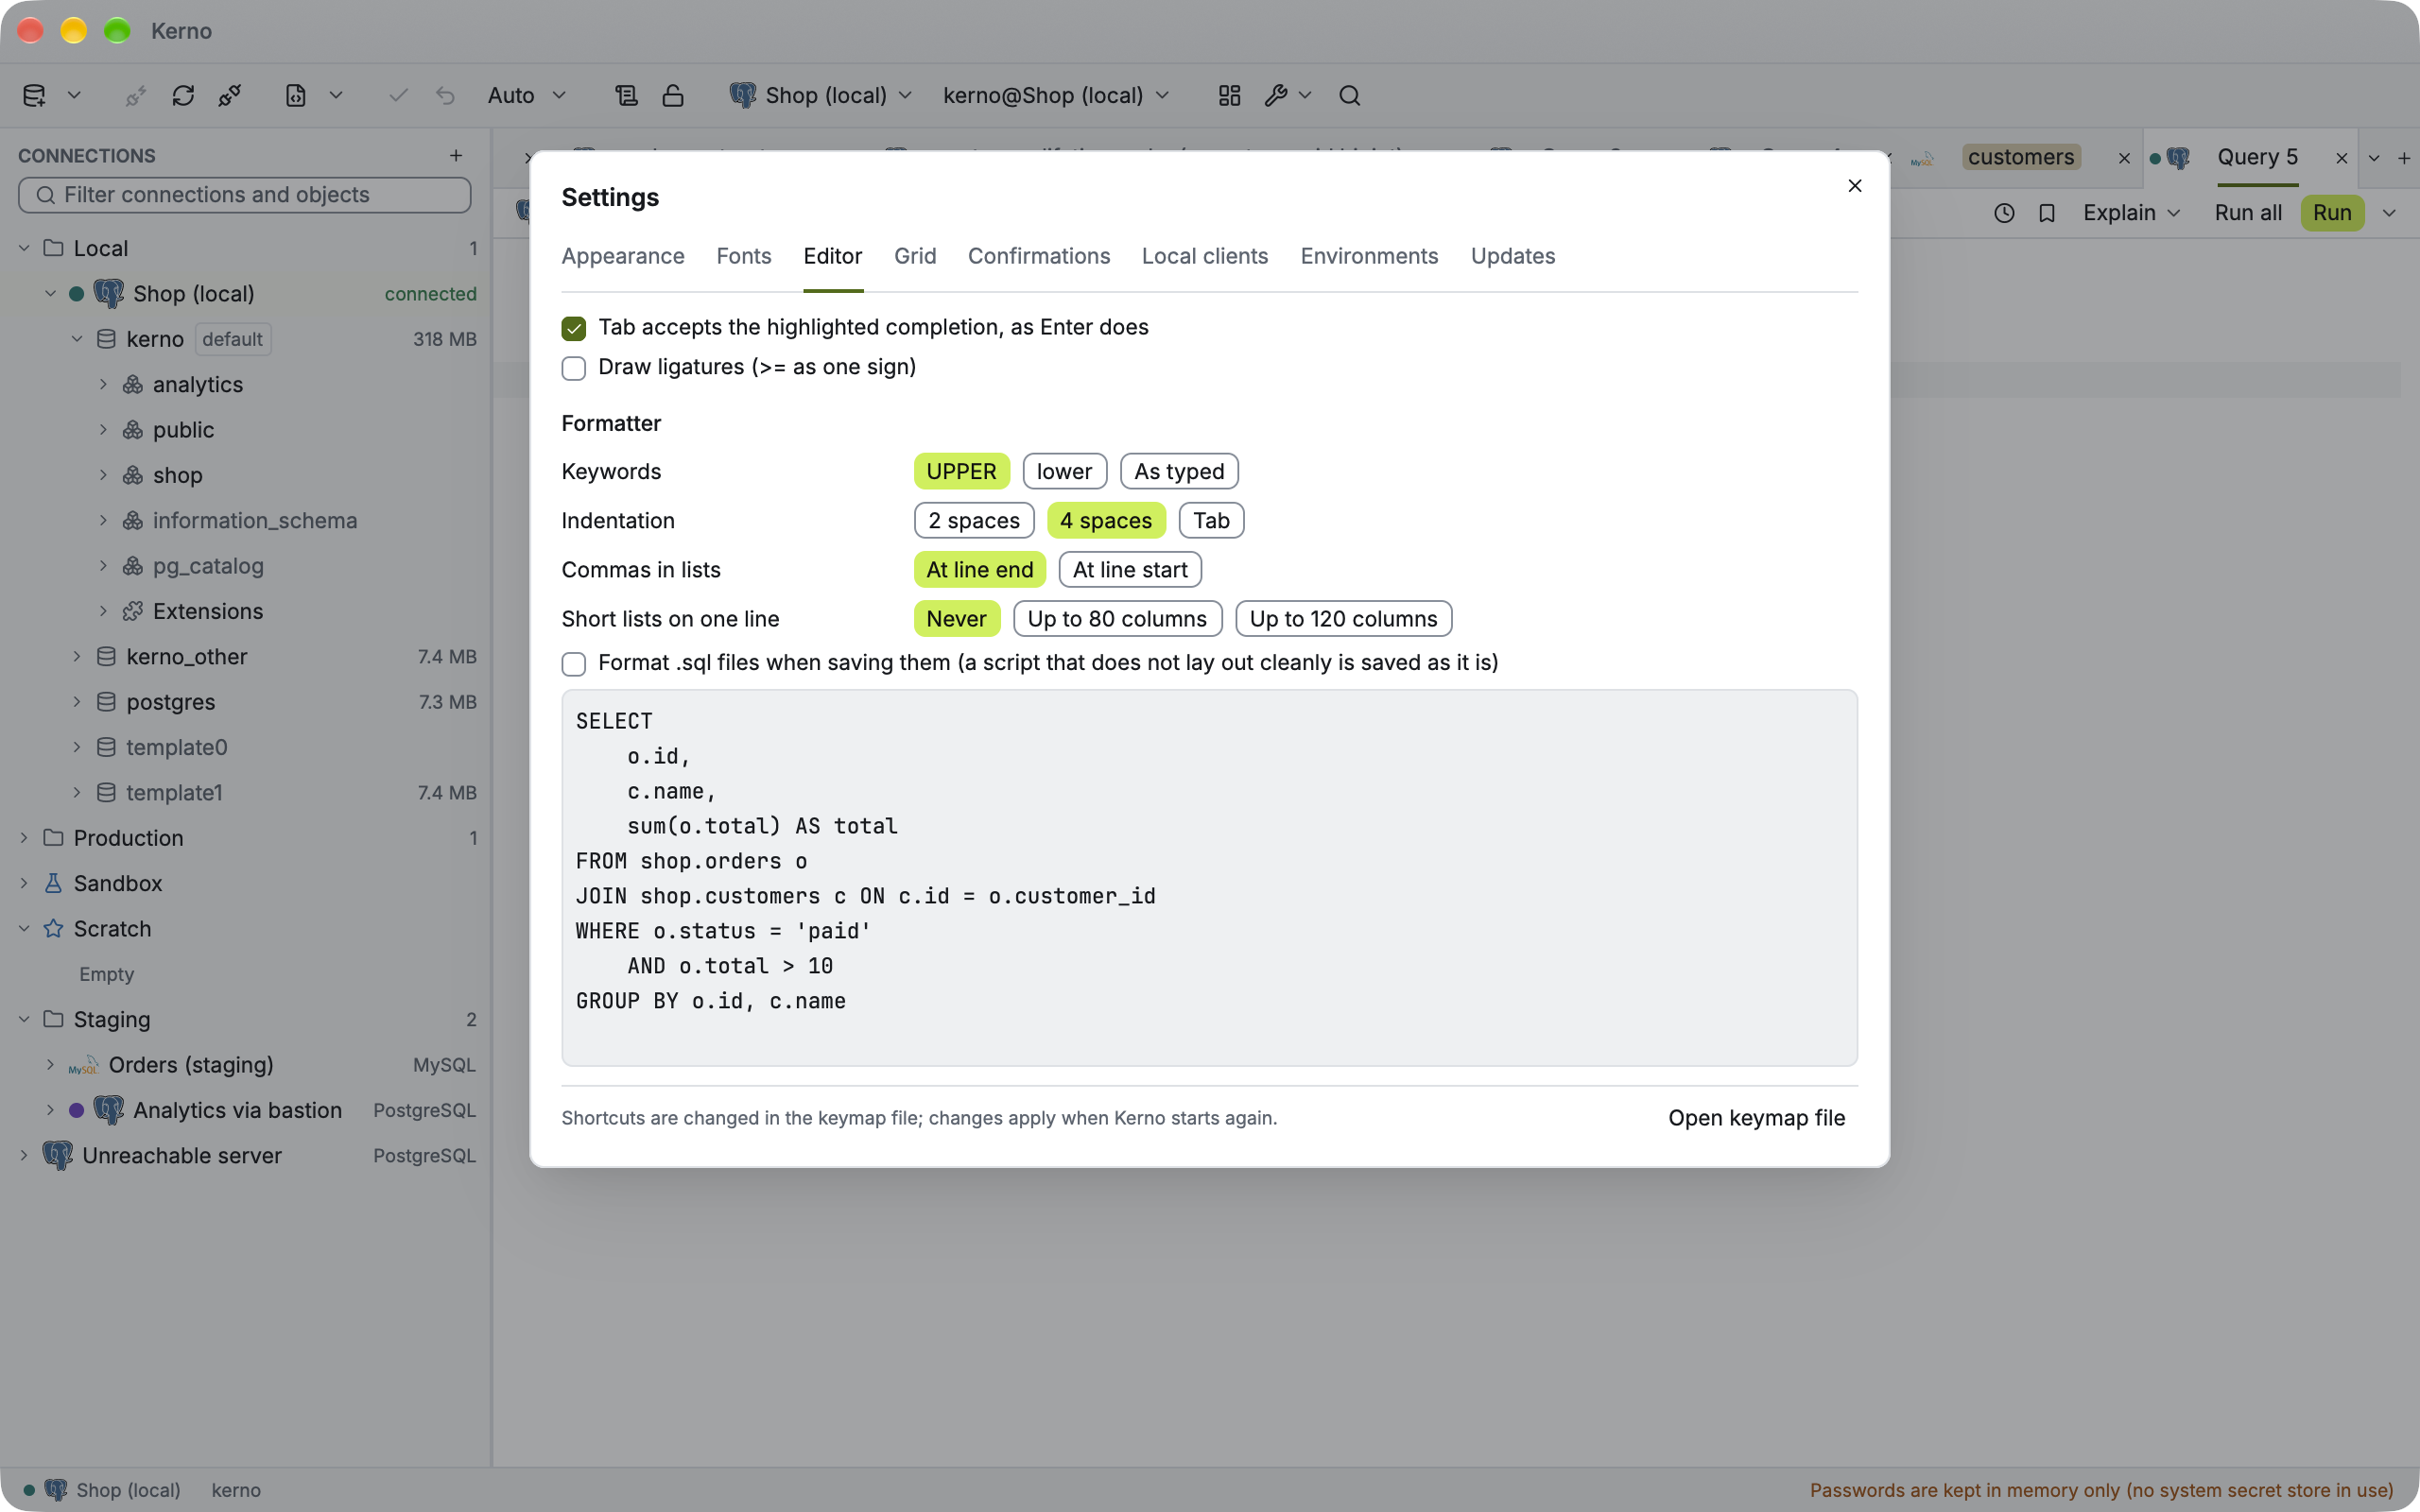 Kerno
Auto
Shop (local)
kerno@Shop (local)
CONNECTIONS
Filter connections and objects
Local 1
Shop (local) connected
kerno default 318 MB
analytics
public
shop
information_schema
pg_catalog
Extensions
kerno_other 7.4 MB
postgres 7.3 MB
template0
template1 7.4 MB
Production 1
Sandbox
Scratch
Empty
Staging 2
MySQL Orders (staging) MySQL
Analytics via bastion PostgreSQL
Unreachable server PostgreSQL
MySQL customers
Query 5
Explain Run all Run
Settings
Appearance Fonts Editor Grid Confirmations Local clients Environments Updates
Tab accepts the highlighted completion, as Enter does
Draw ligatures (>= as one sign)
Formatter
Keywords UPPER lower As typed
Indentation 2 spaces 4 spaces Tab
Commas in lists At line end At line start
Short lists on one line Never Up to 80 columns Up to 120 columns
Format .sql files when saving them (a script that does not lay out cleanly is saved as it is)
SELECT
    o.id,
    c.name,
    sum(o.total) AS total
FROM shop.orders o
JOIN shop.customers c ON c.id = o.customer_id
WHERE o.status = 'paid'
    AND o.total > 10
GROUP BY o.id, c.name
Shortcuts are changed in the keymap file; changes apply when Kerno starts again.
Open keymap file
Shop (local) kerno
Passwords are kept in memory only (no system secret store in use)